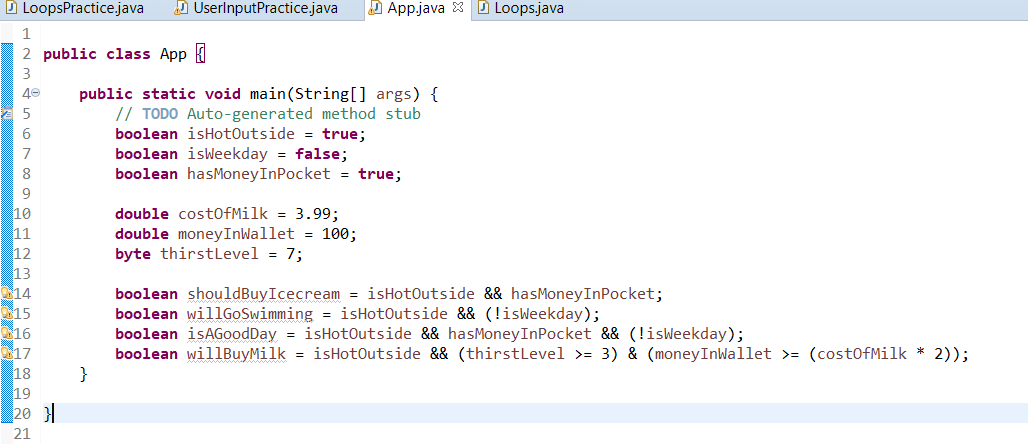 LoopsPractice.java UserInputPractice.java App.java Loops.java
1
2 public class App {
3
4 public static void main(String[] args) {
5 // TODO Auto-generated method stub
6 boolean isHotOutside = true;
7 boolean isWeekday = false;
8 boolean hasMoneyInPocket = true;
9
10 double costOfMilk = 3.99;
11 double moneyInWallet = 100;
12 byte thirstLevel = 7;
13
14 boolean shouldBuyIcecream = isHotOutside && hasMoneyInPocket;
15 boolean willGoSwimming = isHotOutside && (!isWeekday);
16 boolean isAGoodDay = isHotOutside && hasMoneyInPocket && (!isWeekday);
17 boolean willBuyMilk = isHotOutside && (thirstLevel >= 3) & (moneyInWallet >= (costOfMilk * 2));
18 }
19
20 }
21